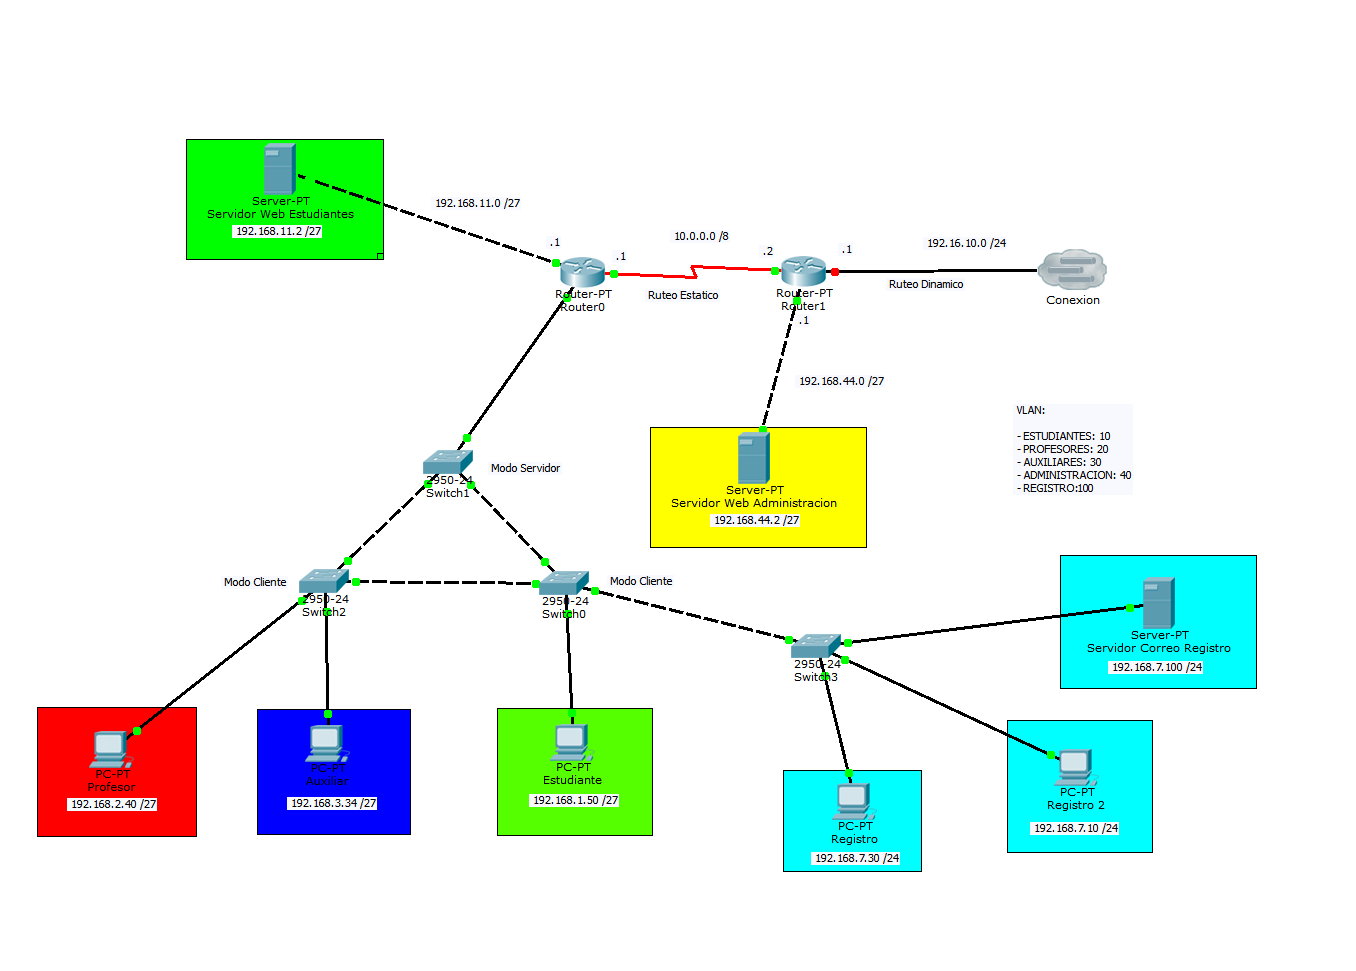 Server-PT
Servidor Web Estudiantes
192.168.11.2 /27
192.168.11.0 /27
.1
.1
10.0.0.0 /8
.2
.1
192.16.10.0 /24
Router-PT
Router0
Ruteo Estatico
Router-PT
Router1
.1
Ruteo Dinamico
Conexion
192.168.44.0 /27
VLAN:
- ESTUDIANTES: 10
- PROFESORES: 20
- AUXILIARES: 30
- ADMINISTRACION: 40
- REGISTRO:100
2950-24
Switch1
Modo Servidor
Server-PT
Servidor Web Administracion
192.168.44.2 /27
Modo Cliente
2950-24
Switch2
2950-24
Switch0
Modo Cliente
2950-24
Switch3
Server-PT
Servidor Correo Registro
192.168.7.100 /24
PC-PT
Profesor
192.168.2.40 /27
PC-PT
Auxiliar
192.168.3.34 /27
PC-PT
Estudiante
192.168.1.50 /27
PC-PT
Registro
192.168.7.30 /24
PC-PT
Registro 2
192.168.7.10 /24